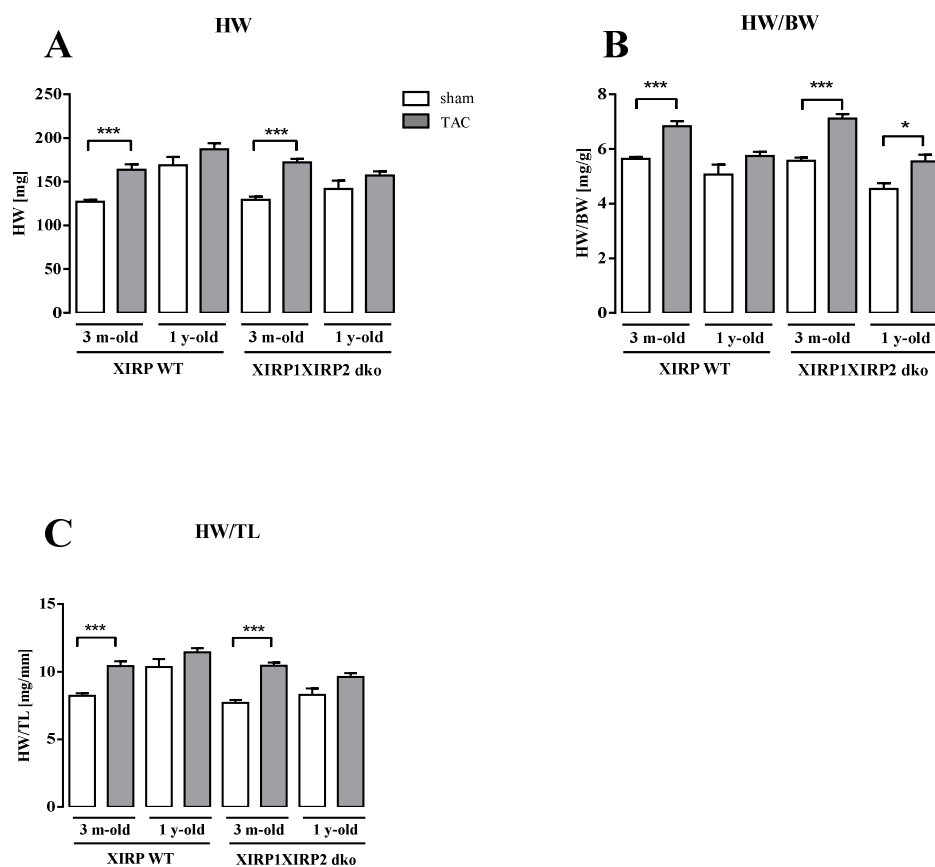 A
HW
HW [mg]
250
200
150
100
50
0
***
***
sham
TAC
3 m-old 1 y-old 3 m-old 1 y-old
XIRP WT XIRP1XIRP2 dko
B
HW/BW
HW/BW [mg/g]
8
6
4
2
0
***
***
*
3 m-old 1 y-old 3 m-old 1 y-old
XIRP WT XIRP1XIRP2 dko
C
HW/TL
HW/TL [mg/mm]
15
10
5
0
***
***
3 m-old 1 y-old 3 m-old 1 y-old
XIRP WT XIRP1XIRP2 dko